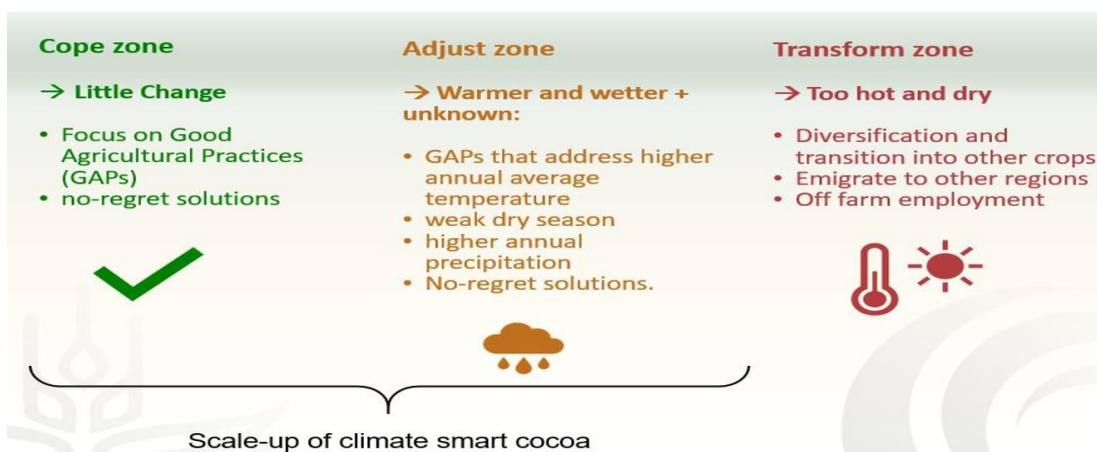 Cope zone
→ Little Change
• Focus on Good
Agricultural Practices
(GAPs)
• no-regret solutions
Adjust zone
→ Warmer and wetter +
unknown:
• GAPs that address higher
annual average
temperature
• weak dry season
• higher annual
precipitation
• No-regret solutions.
Transform zone
→ Too hot and dry
• Diversification and
transition into other crops
• Emigrate to other regions
• Off farm employment
Scale-up of climate smart cocoa